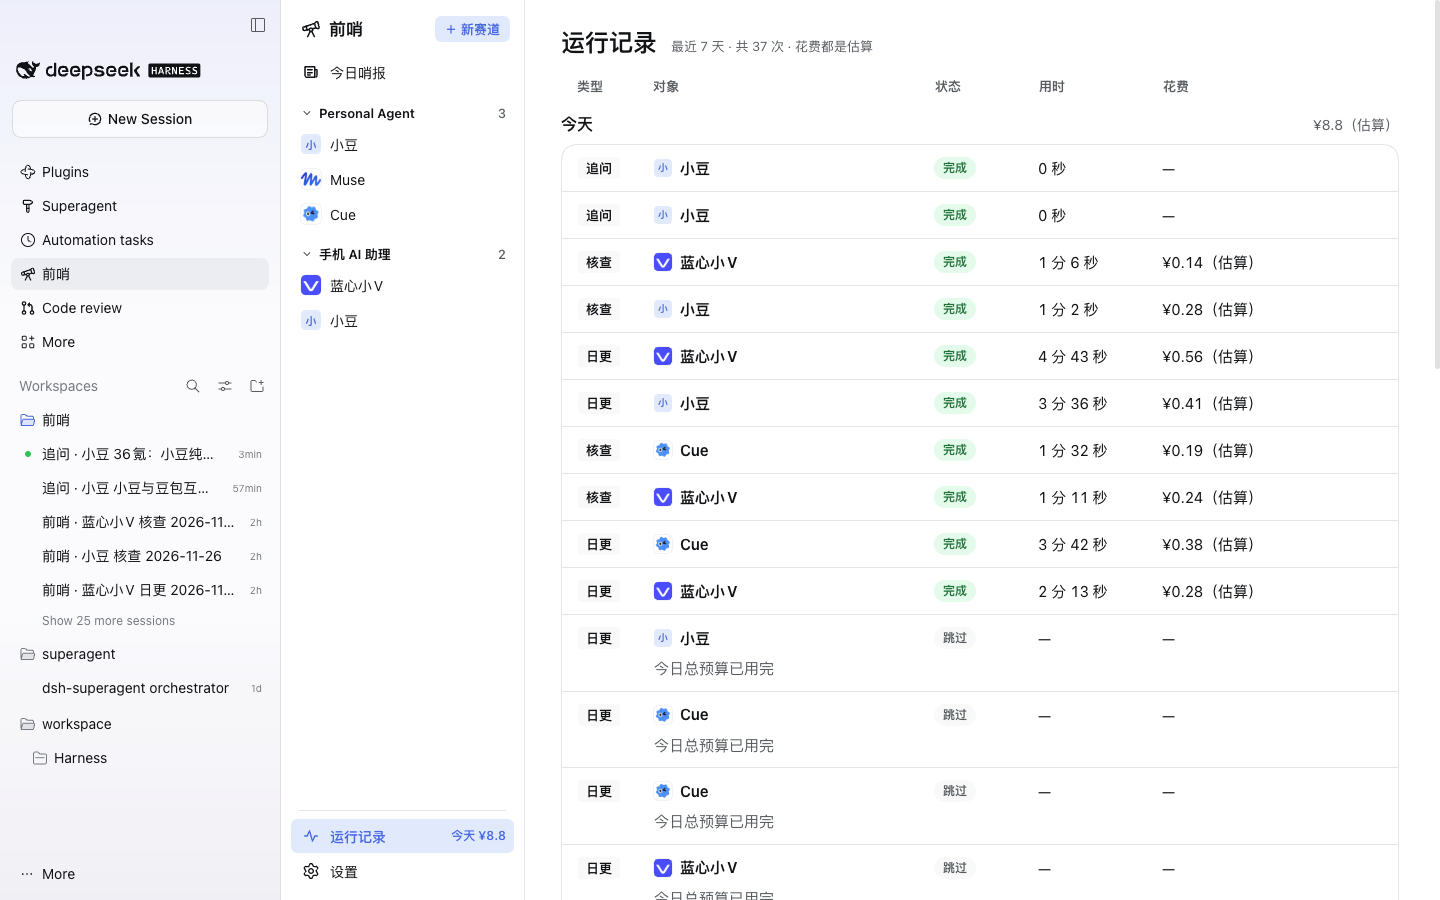 deepseek HARNESS
New Session
Plugins
Superagent
Automation tasks
前哨
Code review
More
Workspaces
前哨
追问 · 小豆 36氪：小豆纯... 3min
追问 · 小豆 小豆与豆包互... 57min
前哨 · 蓝心小V 核查 2026-11... 2h
前哨 · 小豆 核查 2026-11-26 2h
前哨 · 蓝心小V 日更 2026-11... 2h
Show 25 more sessions
superagent
dsh-superagent orchestrator 1d
workspace
Harness
··· More
前哨
+ 新赛道
今日哨报
Personal Agent 3
小 小豆
Muse
Cue
手机 AI 助理 2
蓝心小V
小 小豆
运行记录 今天 ¥8.8
设置
运行记录 最近 7 天 · 共 37 次 · 花费都是估算
类型 对象 状态 用时 花费
今天 ¥8.8（估算）
追问 小 小豆 完成 0 秒 —
追问 小 小豆 完成 0 秒 —
核查 蓝心小V 完成 1 分 6 秒 ¥0.14（估算）
核查 小 小豆 完成 1 分 2 秒 ¥0.28（估算）
日更 蓝心小V 完成 4 分 43 秒 ¥0.56（估算）
日更 小 小豆 完成 3 分 36 秒 ¥0.41（估算）
核查 Cue 完成 1 分 32 秒 ¥0.19（估算）
核查 蓝心小V 完成 1 分 11 秒 ¥0.24（估算）
日更 Cue 完成 3 分 42 秒 ¥0.38（估算）
日更 蓝心小V 完成 2 分 13 秒 ¥0.28（估算）
日更 小 小豆 跳过 — —
今日总预算已用完
日更 Cue 跳过 — —
今日总预算已用完
日更 Cue 跳过 — —
今日总预算已用完
日更 蓝心小V 跳过 — —
今日总预算已用完